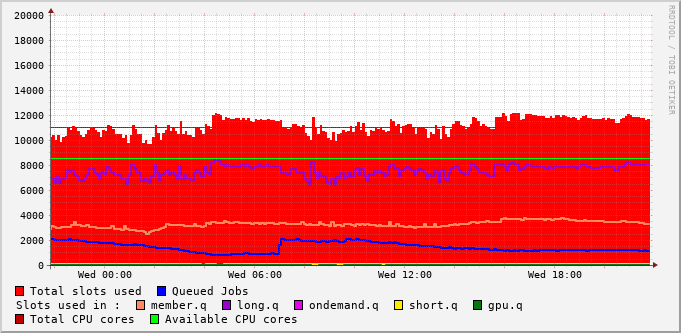 RRDTOOL / TOBI OETIKER
20000
18000
16000
14000
12000
10000
8000
6000
4000
2000
0
Wed 00:00 Wed 06:00 Wed 12:00 Wed 18:00
Total slots used Queued Jobs
Slots used in : member.q long.q ondemand.q short.q gpu.q
Total CPU cores Available CPU cores